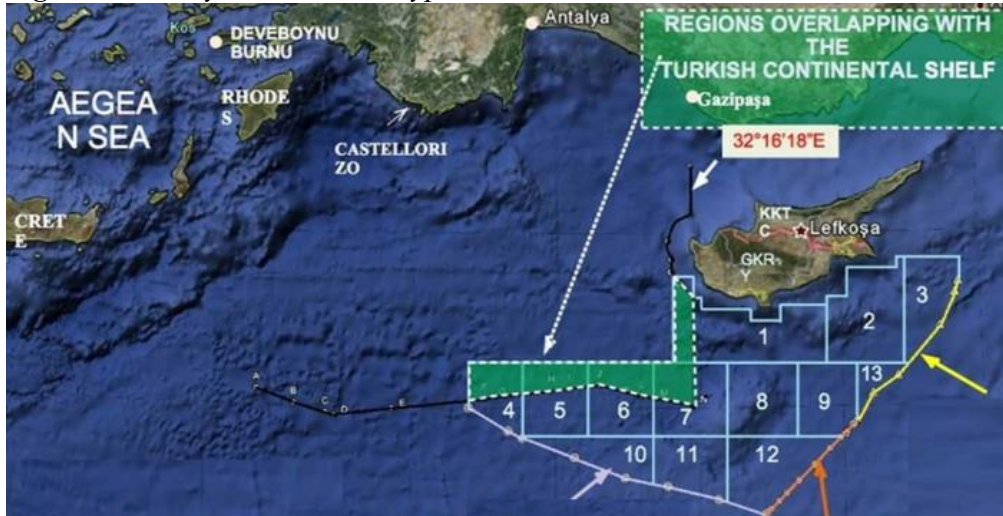 Kos
DEVEBOYNU
BURNU
Antalya
REGIONS OVERLAPPING WITH
THE
TURKISH CONTINENTAL SHELF
Gazipaşa
AEGEA
N SEA
RHODE
S
CASTELLORI
ZO
32°16'18"E
CRET
E
KKT
C
Lefkoşa
GKR
Y
1
2
3
4
5
6
7
8
9
10
11
12
13
A
B
C
D
E
N